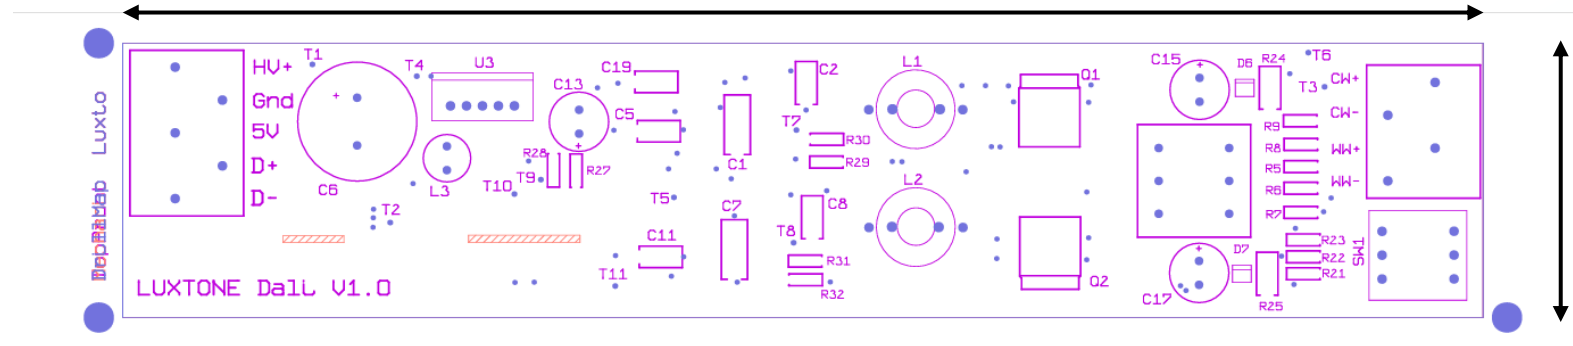 HV+
Gnd
5V
D+
D-
T1
C6
T4
U3
L3
T2
C13
C19
C5
R28
R27
T9
T10
T5
C11
T11
C1
C7
C2
T7
R30
R29
C8
T8
R31
R32
L1
L2
Q1
Q2
C15
D6
R24
T6
T3
R9
R8
R5
R6
R7
R23
R22
R21
C17
D7
R25
CW+
CW-
WW+
WW-
SW1
Luxto
LUXTONE Dali V1.0